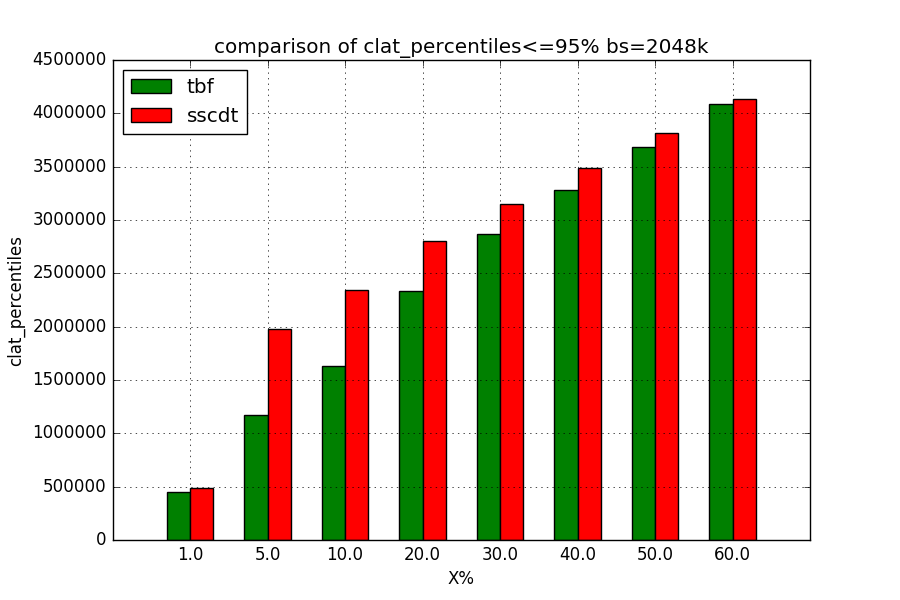 comparison of clat_percentiles<=95% bs=2048k
4500000
4000000
3500000
3000000
2500000
2000000
1500000
1000000
500000
0
clat_percentiles
tbf
sscdt
1.0 5.0 10.0 20.0 30.0 40.0 50.0 60.0
X%